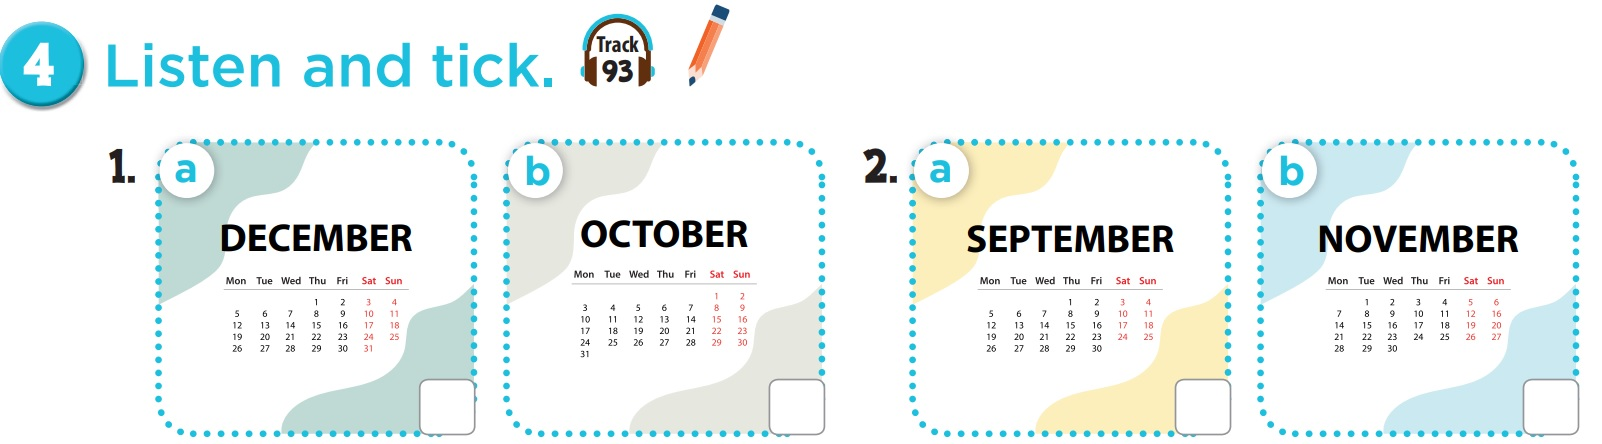 4 Listen and tick. Track 93
1.
a
DECEMBER
Mon Tue Wed Thu Fri Sat Sun
1 2 3 4
5 6 7 8 9 10 11
12 13 14 15 16 17 18
19 20 21 22 23 24 25
26 27 28 29 30 31
b
OCTOBER
Mon Tue Wed Thu Fri Sat Sun
1 2
3 4 5 6 7 8 9
10 11 12 13 14 15 16
17 18 19 20 21 22 23
24 25 26 27 28 29 30
31
2.
a
SEPTEMBER
Mon Tue Wed Thu Fri Sat Sun
1 2 3 4
5 6 7 8 9 10 11
12 13 14 15 16 17 18
19 20 21 22 23 24 25
26 27 28 29 30
b
NOVEMBER
Mon Tue Wed Thu Fri Sat Sun
1 2 3 4 5 6
7 8 9 10 11 12 13
14 15 16 17 18 19 20
21 22 23 24 25 26 27
28 29 30